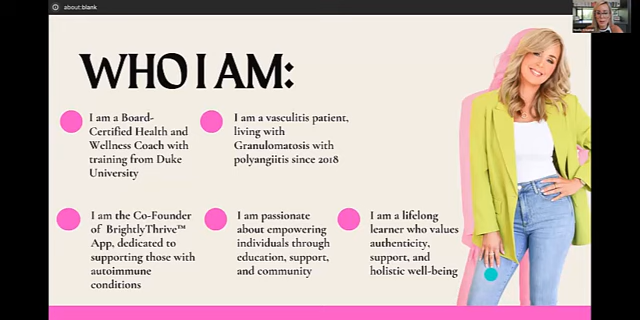 about:blank
WHO I AM:
I am a Board-
Certified Health and
Wellness Coach with
training from Duke
University
I am a vasculitis patient,
living with
Granulomatosis with
polyangiitis since 2018
I am the Co-Founder
of BrightlyThrive™
App, dedicated to
supporting those with
autoimmune
conditions
I am passionate
about empowering
individuals through
education, support,
and community
I am a lifelong
learner who values
authenticity,
support, and
holistic well-being